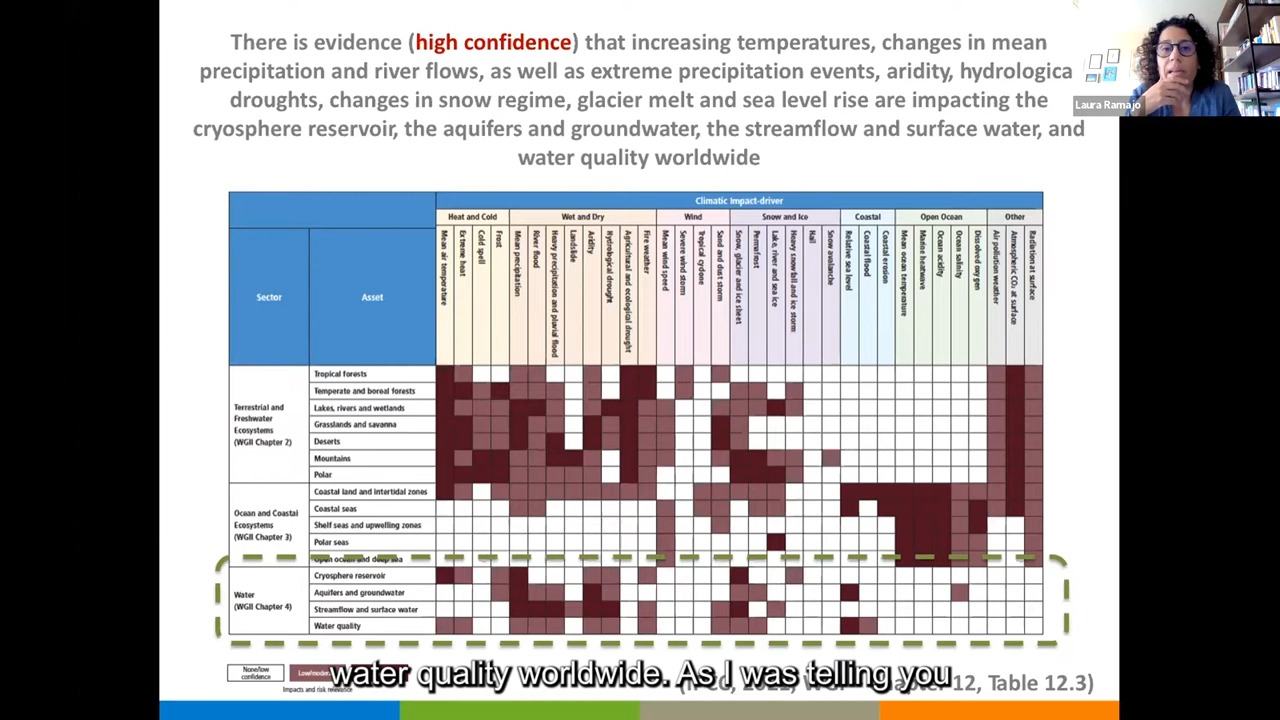 There is evidence (high confidence) that increasing temperatures, changes in mean
precipitation and river flows, as well as extreme precipitation events, aridity, hydrologica
droughts, changes in snow regime, glacier melt and sea level rise are impacting the
cryosphere reservoir, the aquifers and groundwater, the streamflow and surface water, and
water quality worldwide
Laura Ramajo
Climatic Impact-driver
Heat and Cold
Wet and Dry
Wind
Snow and Ice
Coastal
Open Ocean
Other
Sector
Asset
Mean air temperature
Extreme heat
Cold spell
Frost
Mean precipitation
River flood
Heavy precipitation and pluvial flood
Landslide
Aridity
Hydrological drought
Agricultural and ecological drought
Fire weather
Mean wind speed
Severe wind storm
Tropical cyclone
Sand and dust storm
Snow, glacier and ice sheet
Permafrost
Lake, river and sea ice
Heavy snowfall and ice storm
Hail
Snow avalanche
Relative sea level
Coastal flood
Coastal erosion
Mean ocean temperature
Marine heatwave
Ocean acidity
Ocean salinity
Dissolved oxygen
Air pollution weather
Atmospheric CO₂ at surface
Radiation at surface
Terrestrial and
Freshwater
Ecosystems
(WGII Chapter 2)
Tropical forests
Temperate and boreal forests
Lakes, rivers and wetlands
Grasslands and savanna
Deserts
Mountains
Polar
Ocean and Coastal
Ecosystems
(WGII Chapter 3)
Coastal land and intertidal zones
Coastal seas
Shelf seas and upwelling zones
Polar seas
Open ocean and deep sea
Water
(WGII Chapter 4)
Cryosphere reservoir
Aquifers and groundwater
Streamflow and surface water
Water quality
None/low
confidence
Impacts and risk relevance
12, Table 12.3)
water quality worldwide. As I was telling you